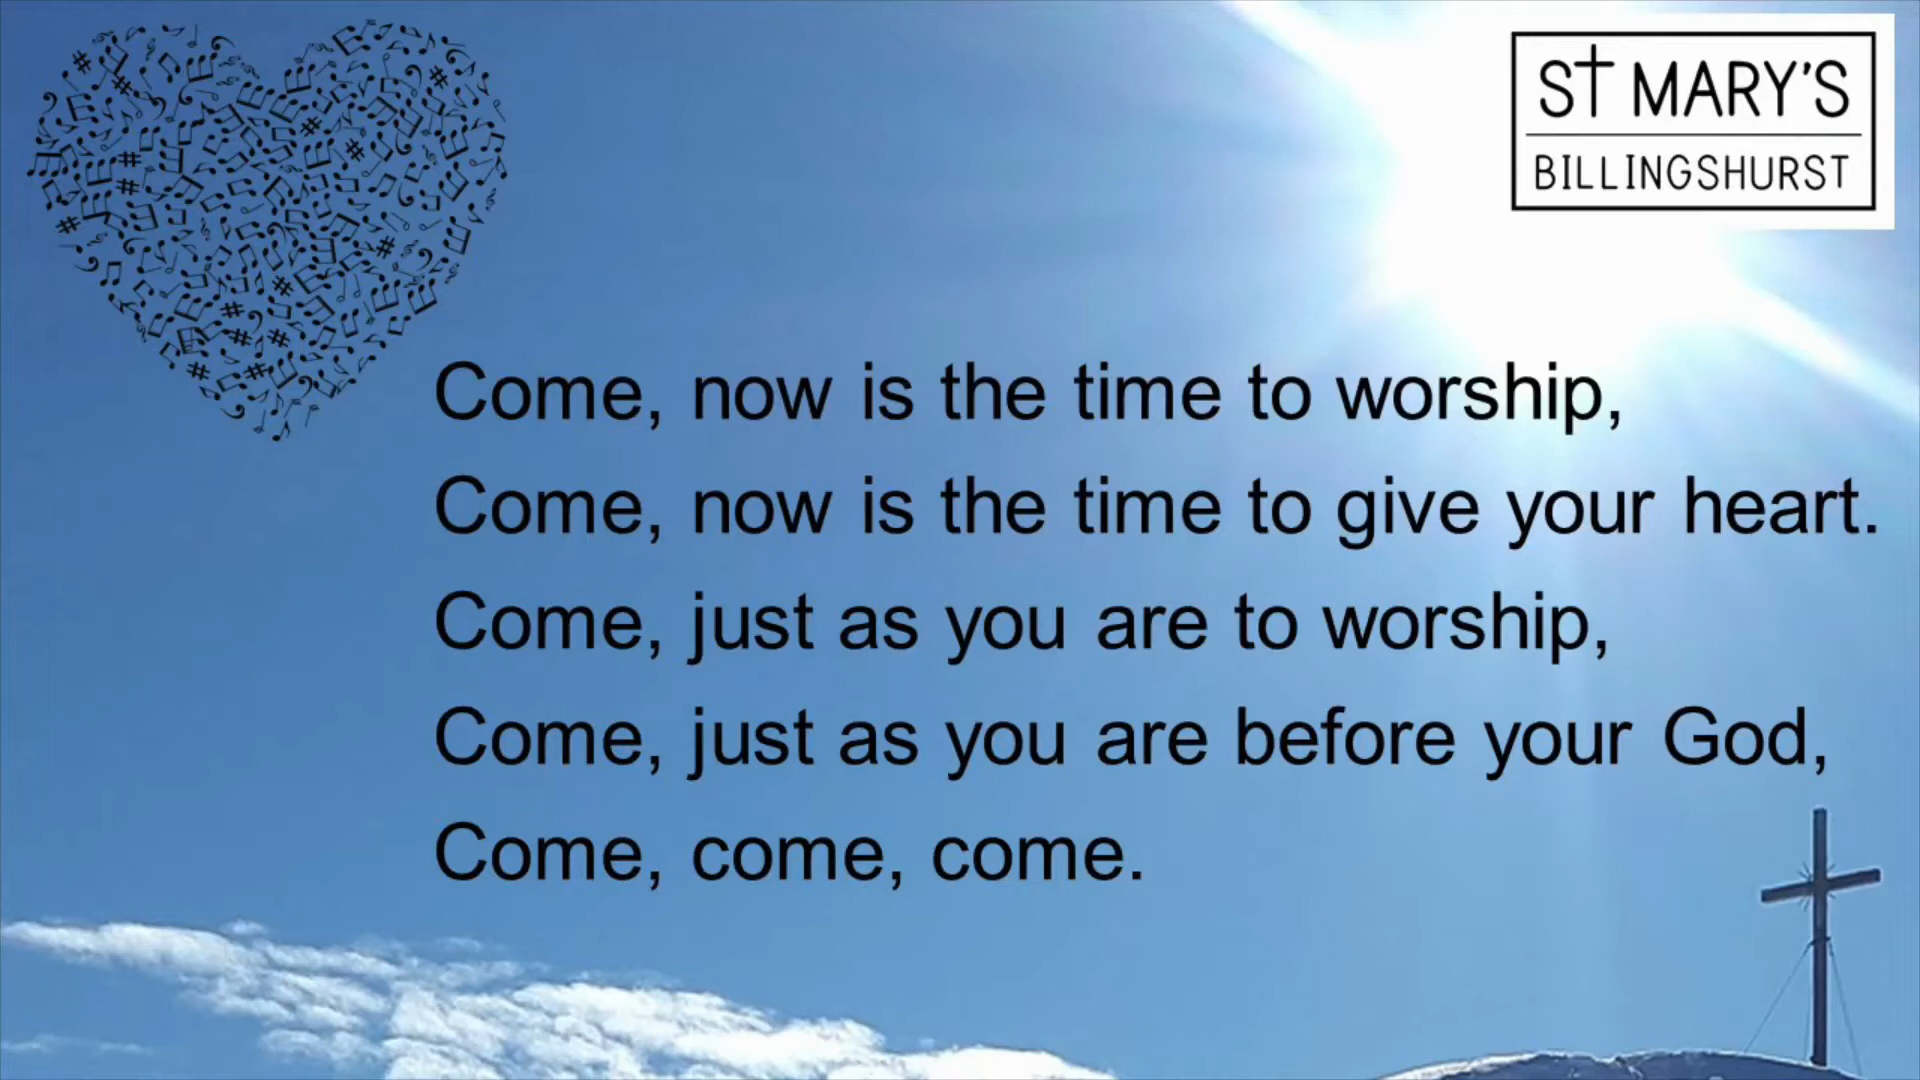 ST MARY'S
BILLINGSHURST
Come, now is the time to worship,
Come, now is the time to give your heart.
Come, just as you are to worship,
Come, just as you are before your God,
Come, come, come.